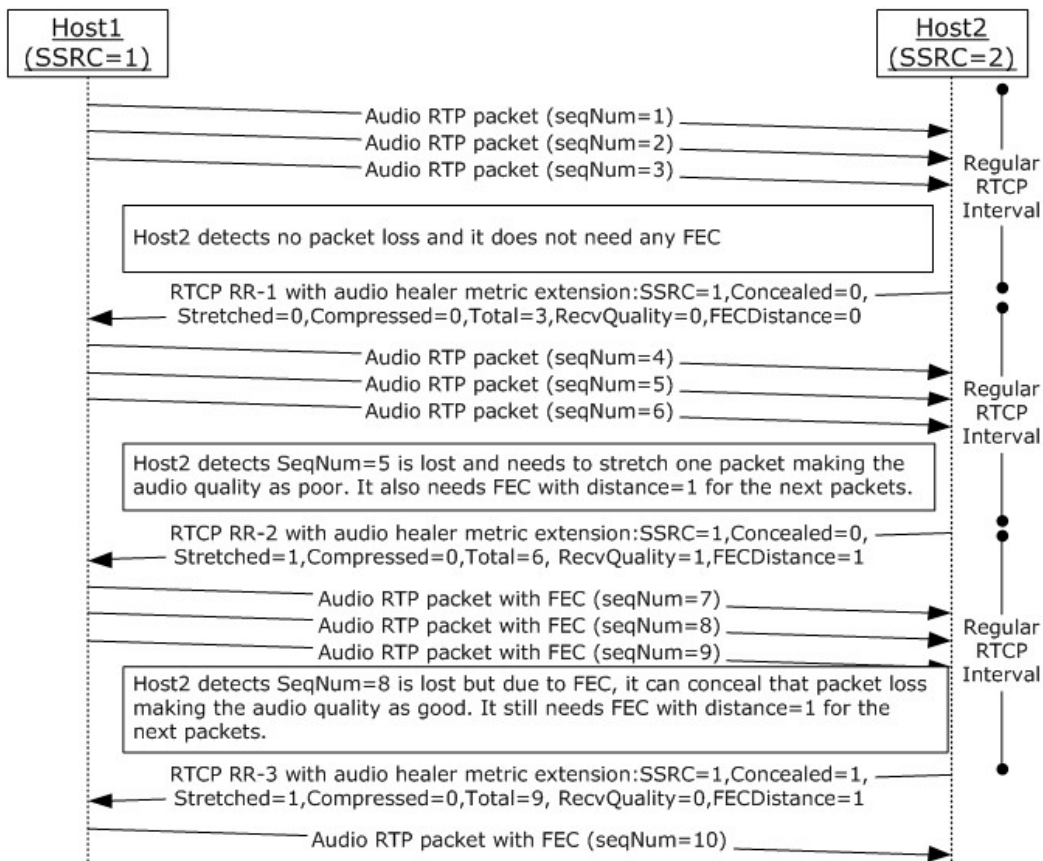 Host1
(SSRC=1)
Host2
(SSRC=2)
Audio RTP packet (seqNum=1)
Audio RTP packet (seqNum=2)
Audio RTP packet (seqNum=3)
Regular
RTCP
Interval
Host2 detects no packet loss and it does not need any FEC
RTCP RR-1 with audio healer metric extension:SSRC=1,Concealed=0,
Stretched=0,Compressed=0,Total=3,RecvQuality=0,FECDistance=0
Audio RTP packet (seqNum=4)
Audio RTP packet (seqNum=5)
Audio RTP packet (seqNum=6)
Regular
RTCP
Interval
Host2 detects SeqNum=5 is lost and needs to stretch one packet making the
audio quality as poor. It also needs FEC with distance=1 for the next packets.
RTCP RR-2 with audio healer metric extension:SSRC=1,Concealed=0,
Stretched=1,Compressed=0,Total=6, RecvQuality=1,FECDistance=1
Audio RTP packet with FEC (seqNum=7)
Audio RTP packet with FEC (seqNum=8)
Audio RTP packet with FEC (seqNum=9)
Regular
RTCP
Interval
Host2 detects SeqNum=8 is lost but due to FEC, it can conceal that packet loss
making the audio quality as good. It still needs FEC with distance=1 for the
next packets.
RTCP RR-3 with audio healer metric extension:SSRC=1,Concealed=1,
Stretched=1,Compressed=0,Total=9, RecvQuality=0,FECDistance=1
Audio RTP packet with FEC (seqNum=10)